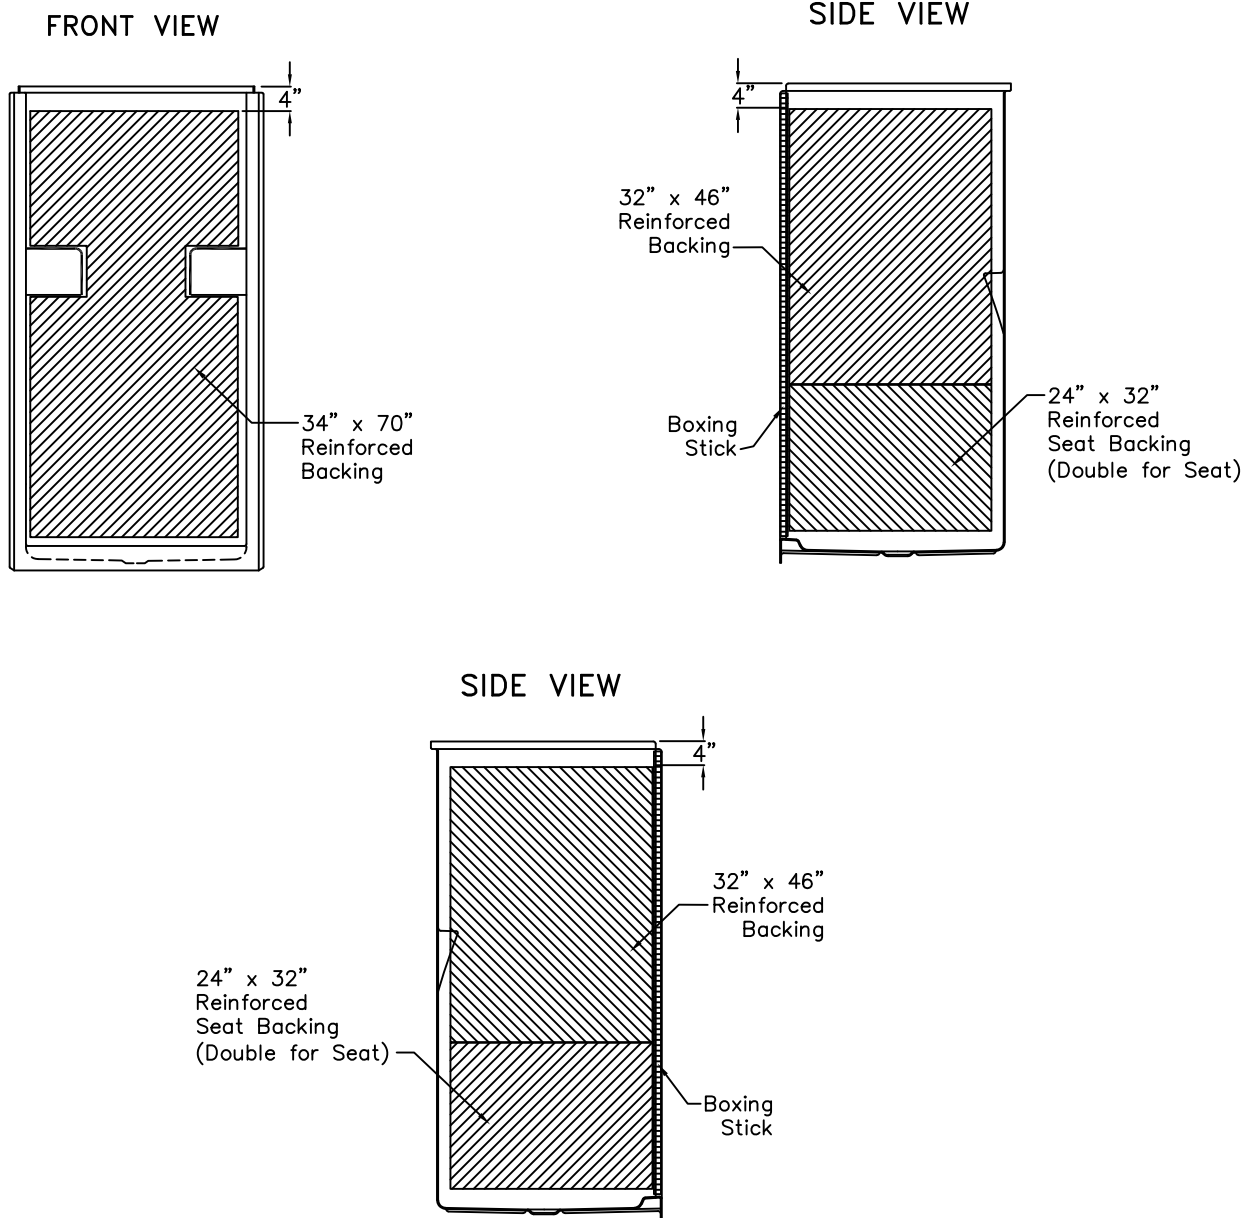 FRONT VIEW
4”
34” x 70”
Reinforced
Backing
SIDE VIEW
4”
32” x 46”
Reinforced
Backing
Boxing
Stick
24” x 32”
Reinforced
Seat Backing
(Double for Seat)
SIDE VIEW
4”
32” x 46”
Reinforced
Backing
24” x 32”
Reinforced
Seat Backing
(Double for Seat)
Boxing
Stick